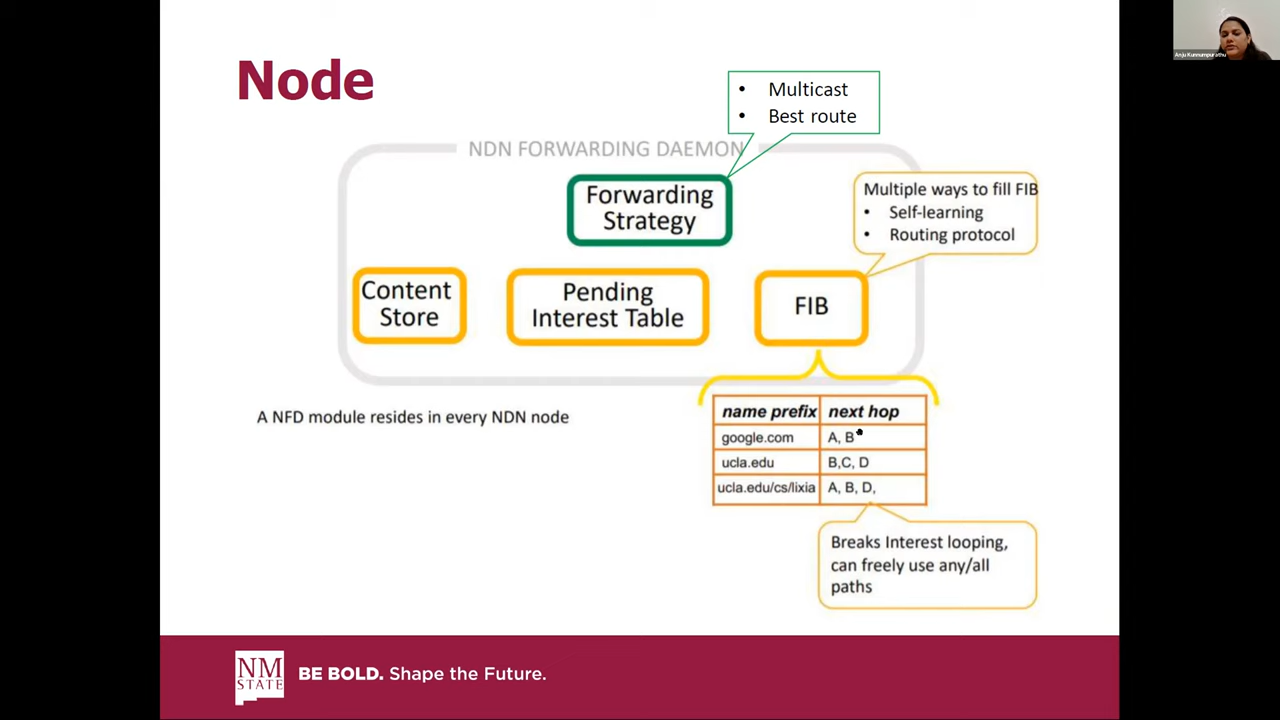 Node
Anju Kunnumpurathu
• Multicast
• Best route
NDN FORWARDING DAEMON
Forwarding
Strategy
Multiple ways to fill FIB
• Self-learning
• Routing protocol
Content
Store
Pending
Interest Table
FIB
A NFD module resides in every NDN node
name prefix next hop
google.com A, B
ucla.edu B,C, D
ucla.edu/cs/lixia A, B, D,
Breaks Interest looping,
can freely use any/all
paths
NM
STATE
BE BOLD. Shape the Future.